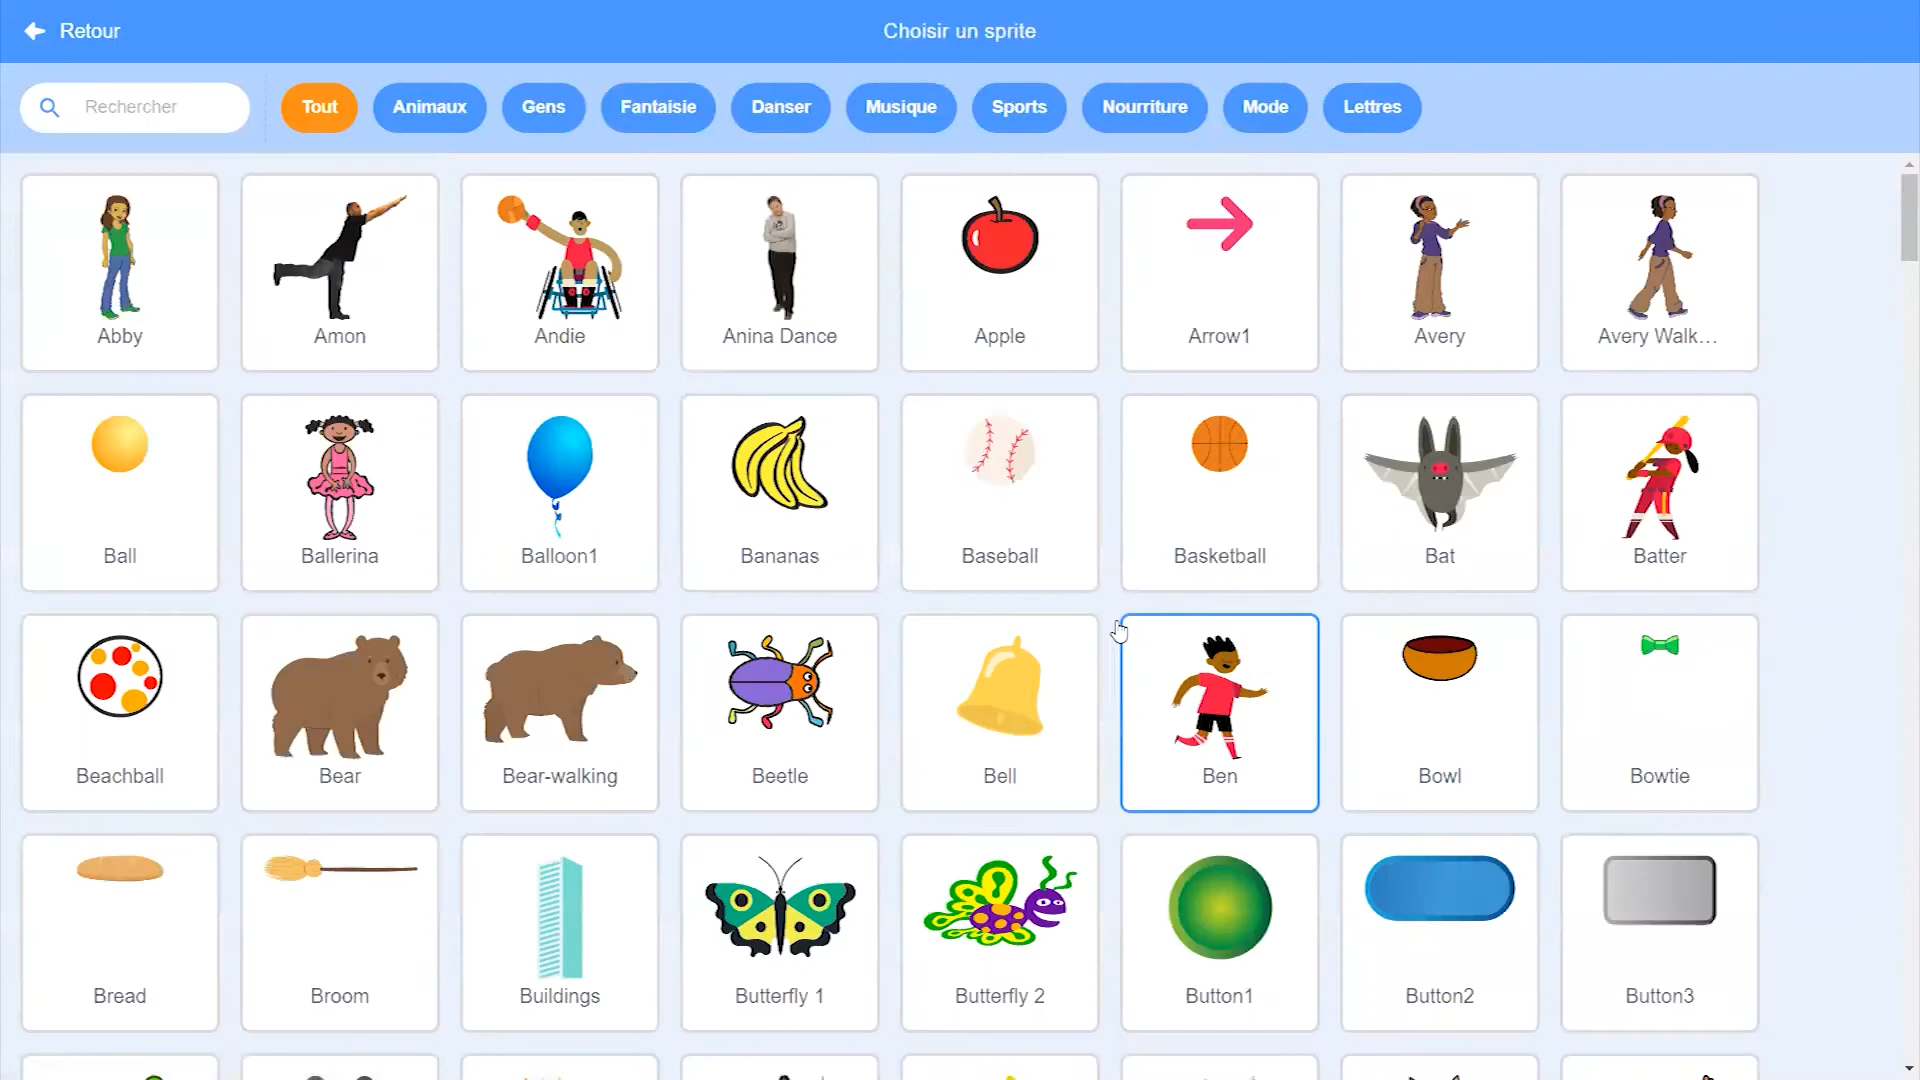 Retour
Choisir un sprite
Rechercher
Tout
Animaux
Gens
Fantaisie
Danser
Musique
Sports
Nourriture
Mode
Lettres
Abby
Amon
Andie
Anina Dance
Apple
Arrow1
Avery
Avery Walk...
Ball
Ballerina
Balloon1
Bananas
Baseball
Basketball
Bat
Batter
Beachball
Bear
Bear-walking
Beetle
Bell
Ben
Bowl
Bowtie
Bread
Broom
Buildings
Butterfly 1
Butterfly 2
Button1
Button2
Button3